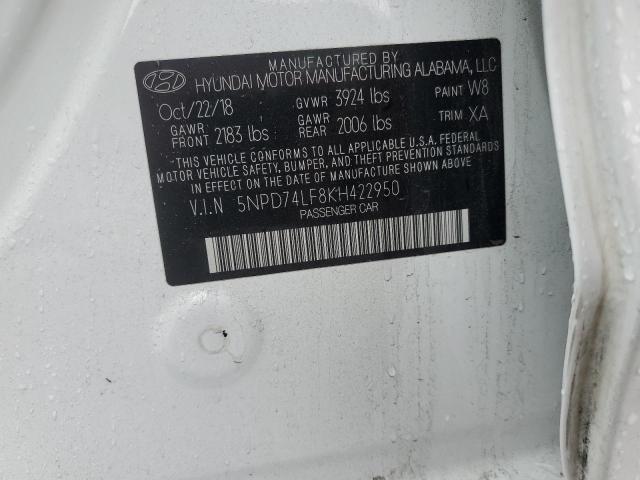 MANUFACTURED BY
HYUNDAI MOTOR MANUFACTURING ALABAMA, LLC
Oct/22/18 GVWR 3924 lbs PAINT W8
GAWR FRONT 2183 lbs GAWR REAR 2006 lbs TRIM XA
THIS VEHICLE CONFORMS TO ALL APPLICABLE U.S.A. FEDERAL
MOTOR VEHICLE SAFETY, BUMPER, AND THEFT PREVENTION STANDARDS
IN EFFECT ON THE DATE OF MANUFACTURE SHOWN ABOVE.
V.I.N 5NPD74LF8KH422950
PASSENGER CAR